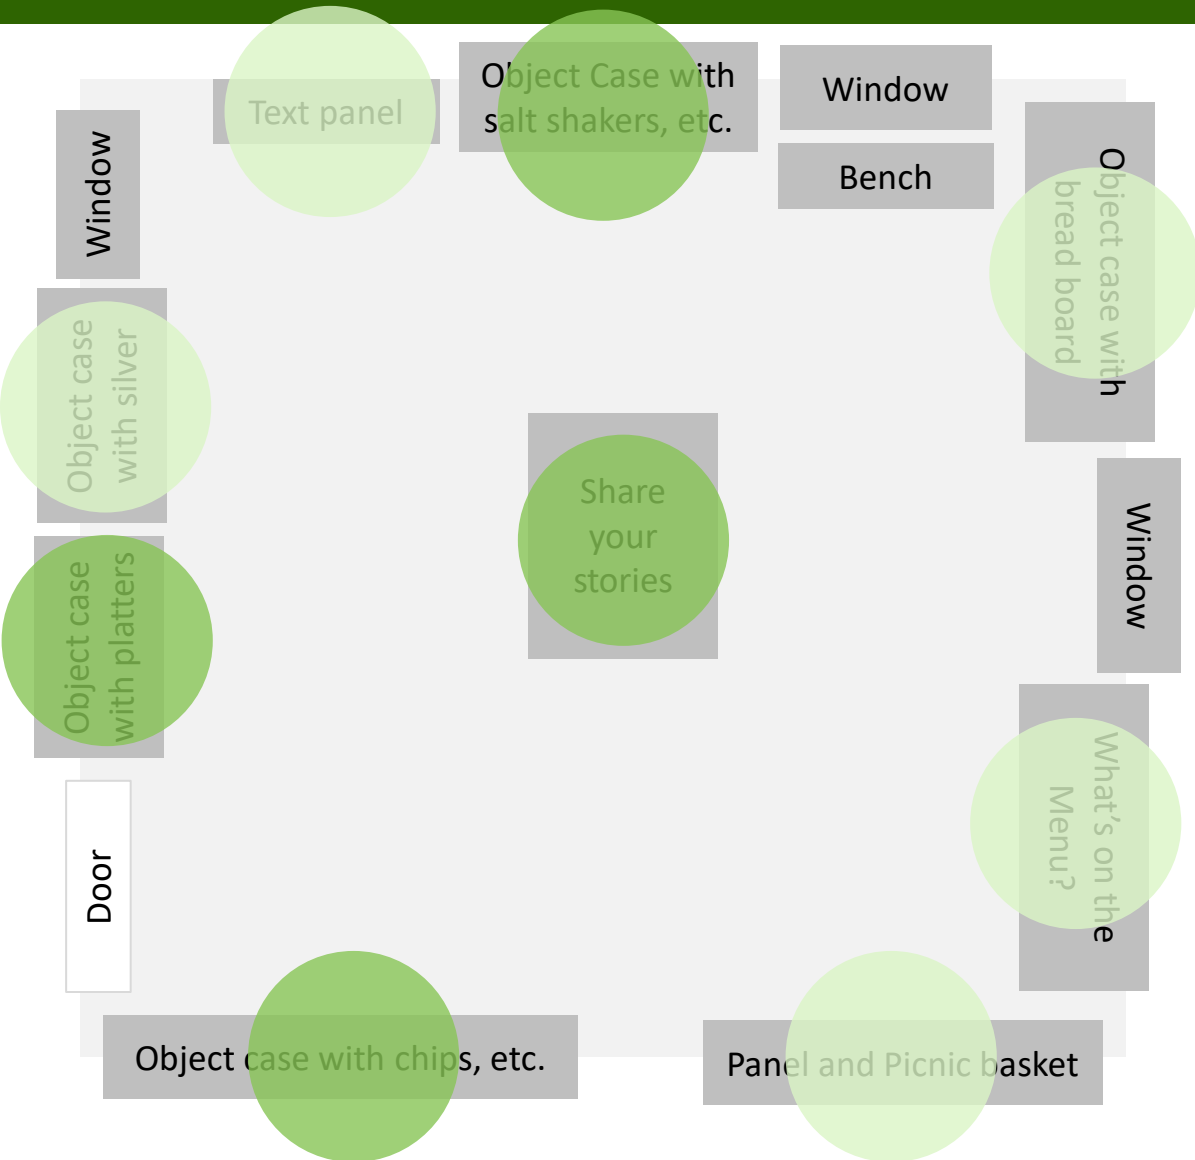 Text panel
Object Case with
salt shakers, etc.
Window
Bench
Window
Object case with
bread board
Object case
with silver
Share
your
stories
Window
Object case
with platters
What's on the
Menu?
Door
Object case with chips, etc.
Panel and Picnic basket